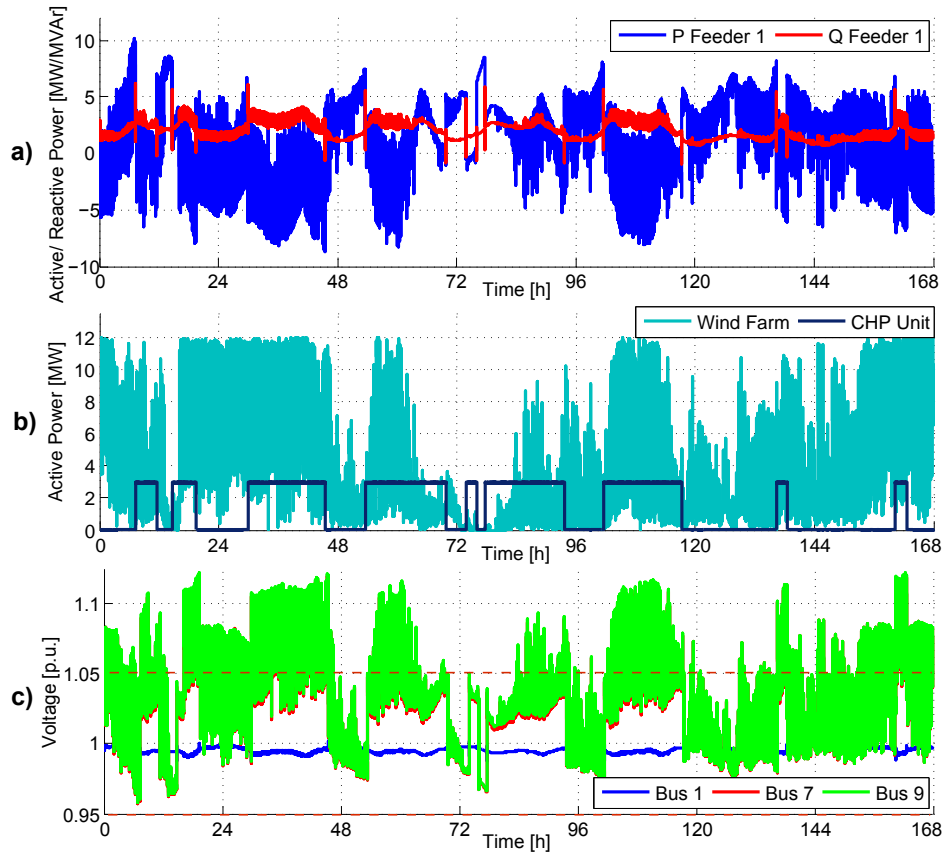 P Feeder 1 Q Feeder 1
a)
Active/ Reactive Power [MW/MVAr]
10
5
0
−5
−10
0 24 48 72 96 120 144 168
Time [h]
Wind Farm CHP Unit
b)
Active Power [MW]
12
10
8
6
4
2
0
0 24 48 72 96 120 144 168
Time [h]
c)
Voltage [p.u.]
1.1
1.05
1
0.95
Bus 1 Bus 7 Bus 9
0 24 48 72 96 120 144 168
Time [h]